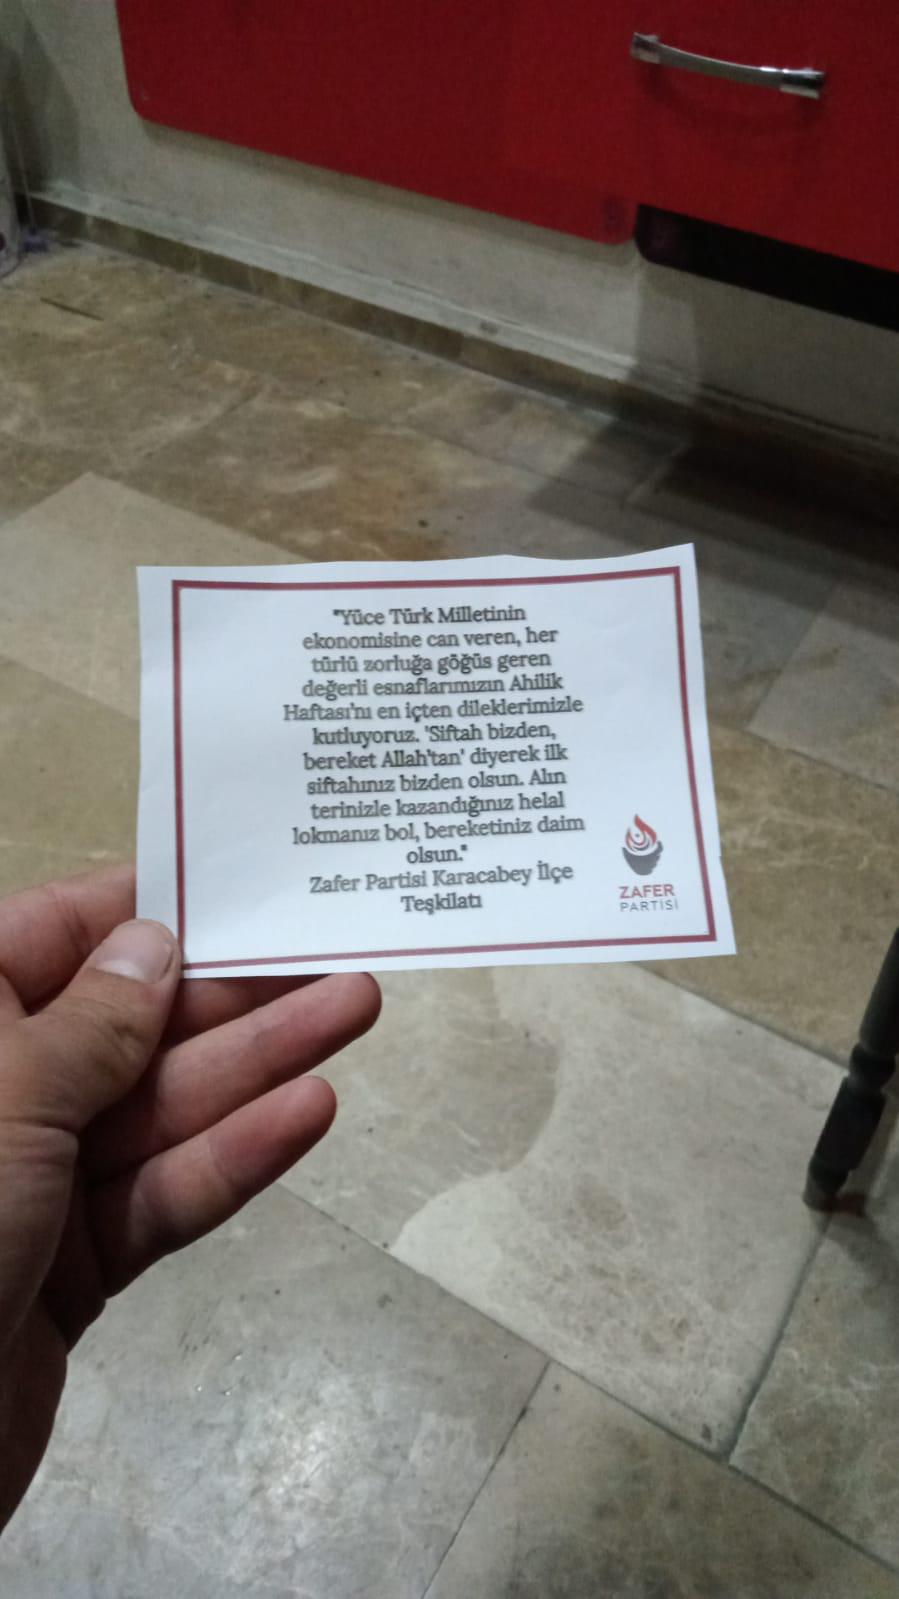 "Yüce Türk Milletinin
ekonomisine can veren, her
türlü zorluğa göğüs geren
değerli esnaflarımızın Ahilik
Haftası'nı en içten dileklerimizle
kutluyoruz. 'Siftah bizden,
bereket Allah'tan' diyerek ilk
siftahınız bizden olsun. Alın
terinizle kazandığınız helal
lokmanız bol, bereketiniz daim
olsun."
Zafer Partisi Karacabey İlçe
Teşkilatı
ZAFER
PARTİSİ